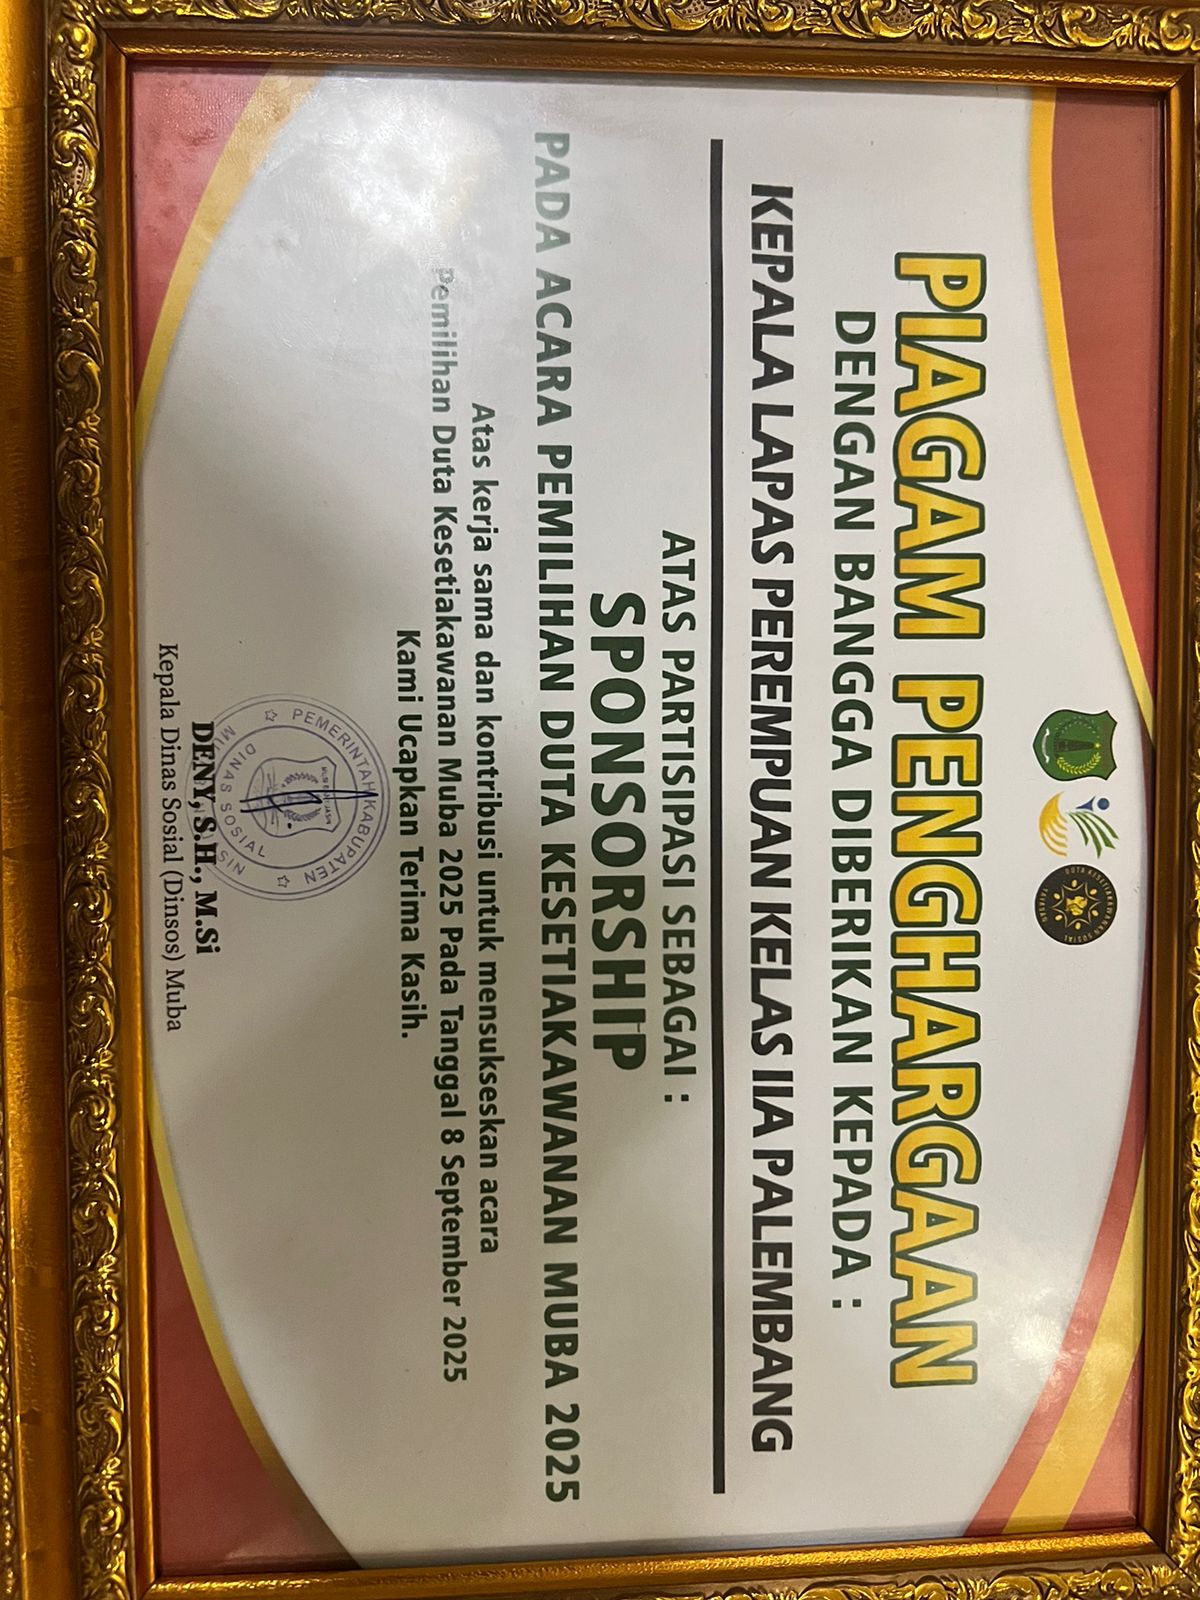 PIAGAM PENGHARGAAN
DENGAN BANGGA DIBERIKAN KEPADA :
KEPALA LAPAS PEREMPUAN KELAS IIA PALEMBANG
ATAS PARTISIPASI SEBAGAI :
SPONSORSHIP
PADA ACARA PEMILIHAN DUTA KESETIAKAWANAN MUBA 2025
Atas kerja sama dan kontribusi untuk mensukseskan acara
Pemilihan Duta Kesetiakawanan Muba 2025 Pada Tanggal 8 September 2025
Kami Ucapkan Terima Kasih.
PEMERINTAH KABUPATEN
DINAS SOSIAL
DENY, S.H., M.Si
Kepala Dinas Sosial (Dinsos) Muba